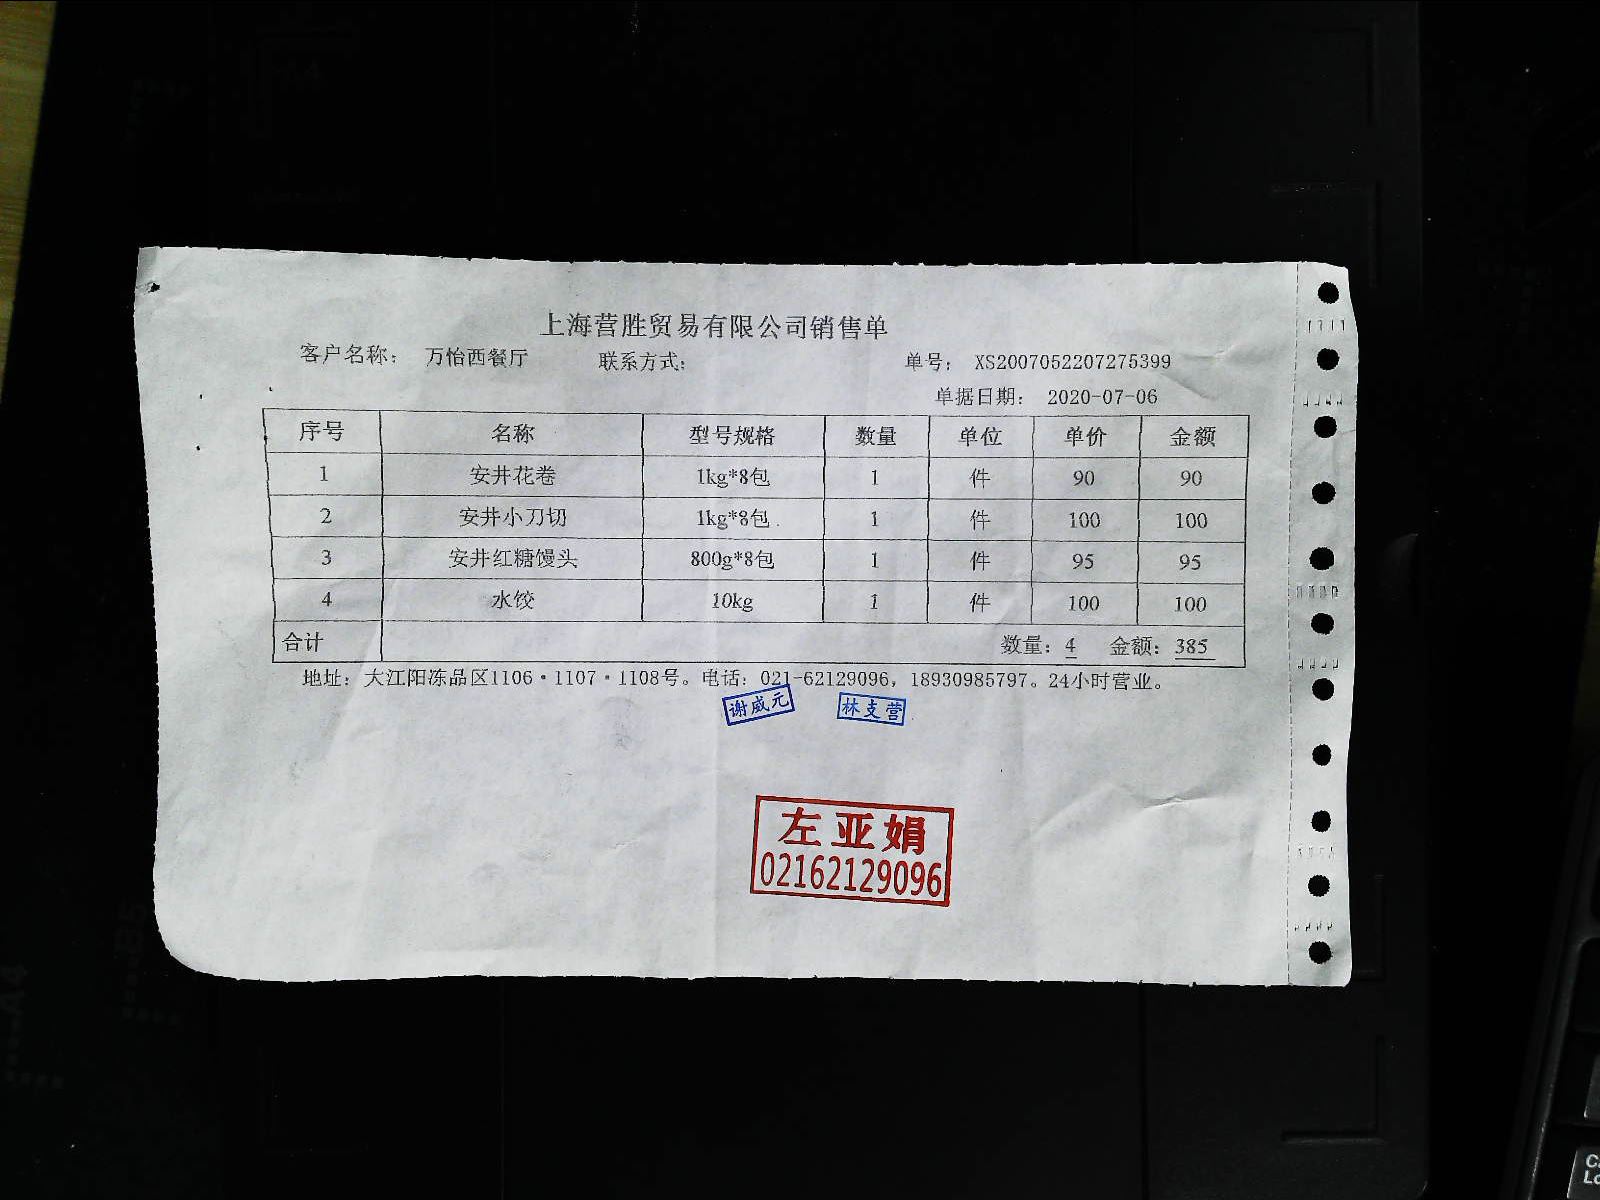 上海营胜贸易有限公司销售单
客户名称： 万怡西餐厅 联系方式： 单号： XS2007052207275399
单据日期： 2020-07-06
序号 名称 型号规格 数量 单位 单价 金额
1 安井花卷 1kg*8包 1 件 90 90
2 安井小刀切 1kg*8包 1 件 100 100
3 安井红糖馒头 800g*8包 1 件 95 95
4 水饺 10kg 1 件 100 100
合计 数量：4 金额：385
地址：大江阳冻品区1106·1107·1108号。电话：021-62129096，18930985797。24小时营业。
谢威元 林支营
左亚娟
02162129096